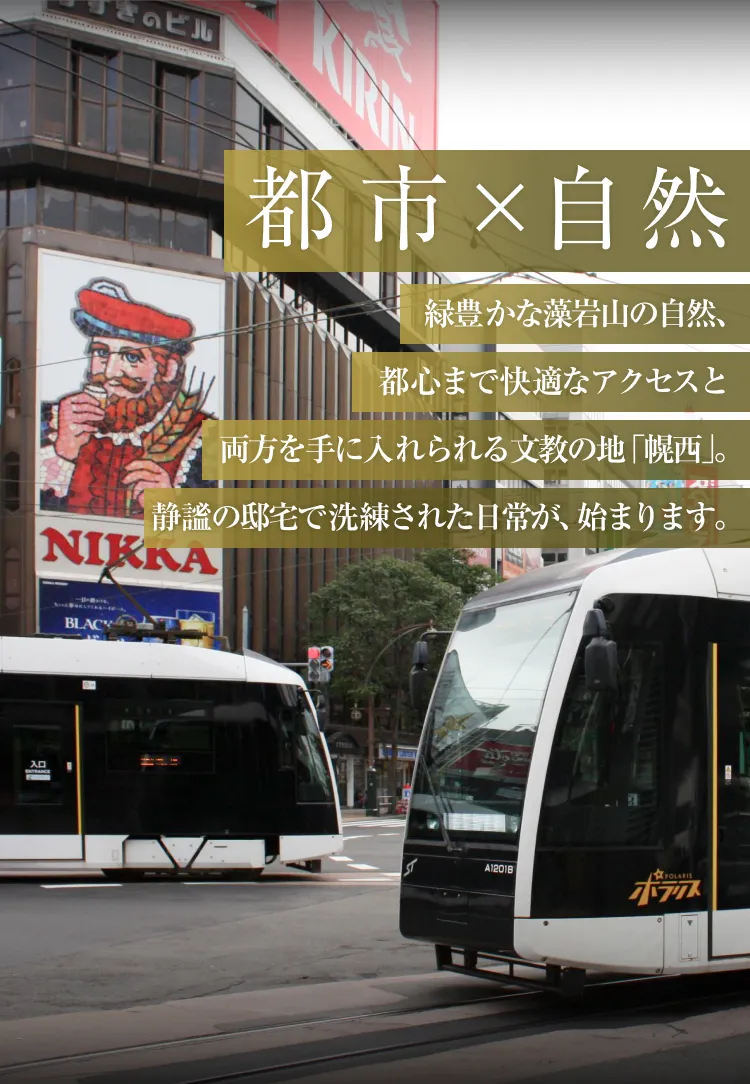 すすきのビル
KIRIN
都市×自然
緑豊かな藻岩山の自然、
都心まで快適なアクセスと
両方を手に入れられる文教の地「幌西」。
静謐の邸宅で洗練された日常が、始まります。
NIKKA
BLACK
入口
ENTRANCE
ST
A1201B
POLARIS
ポラリス